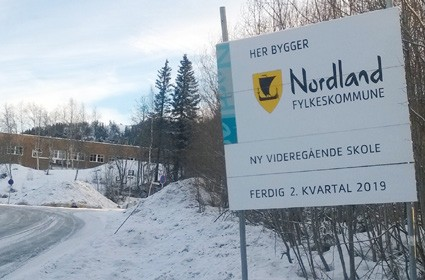 HER BYGGER
Nordland
FYLKESKOMMUNE
NY VIDEREGÅENDE SKOLE
FERDIG 2. KVARTAL 2019